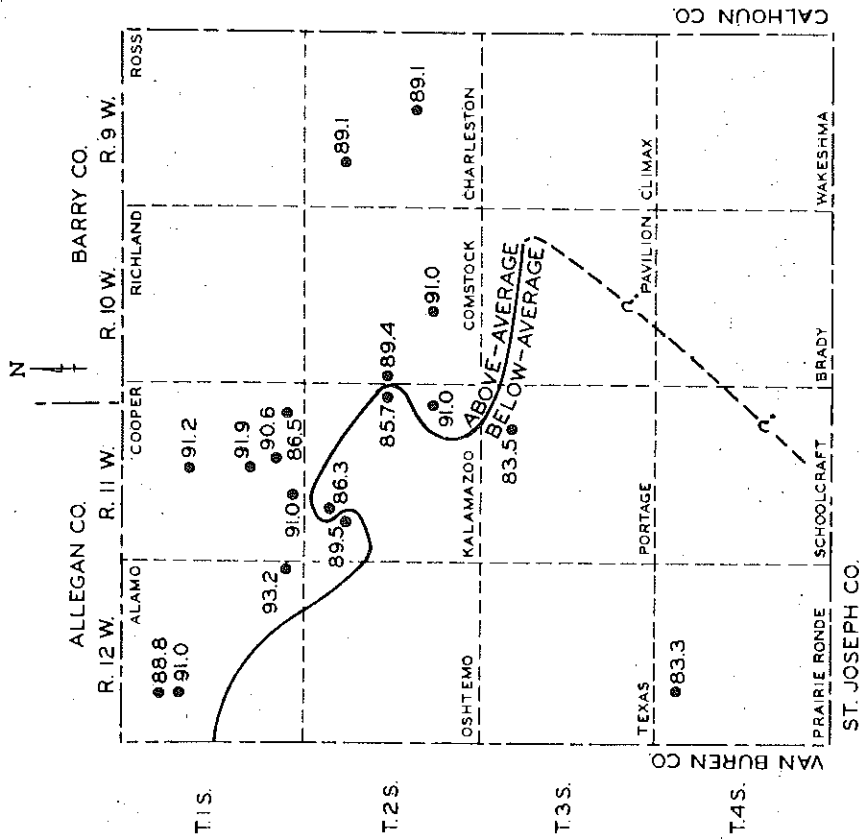 N
ALLEGAN CO.
BARRY CO.
R. 12 W.
R. 11 W.
R. 10 W.
R. 9 W.
ALAMO
COOPER
RICHLAND
ROSS
T.1 S.
88.8
91.0
93.2
91.2
91.9
90.6
86.5
91.0
T.2 S.
86.3
89.5
85.7
89.4
91.0
91.0
89.1
89.1
OSHTEMO
KALAMAZOO
COMSTOCK
CHARLESTON
ABOVE-AVERAGE
BELOW-AVERAGE
T.3 S.
83.5
TEXAS
PORTAGE
PAVILION
CLIMAX
?
T.4 S.
83.3
?
PRAIRIE RONDE
SCHOOLCRAFT
BRADY
WAKESHMA
VAN BUREN CO.
ST. JOSEPH CO.
CALHOUN CO.